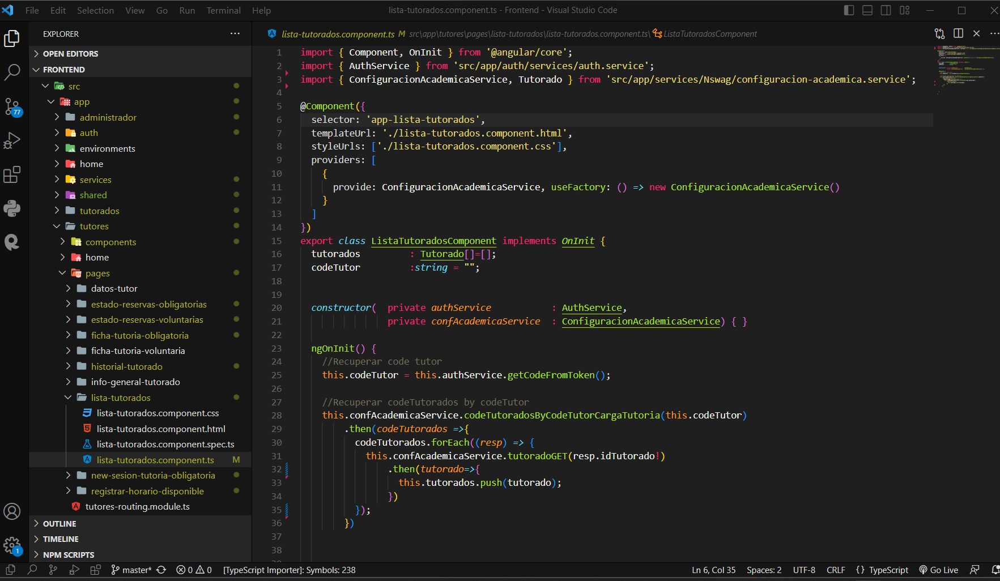 File Edit Selection View Go Run Terminal Help
lista-tutorados.component.ts - Frontend - Visual Studio Code
EXPLORER
OPEN EDITORS
FRONTEND
src
app
administrador
auth
environments
home
services
shared
tutorados
tutores
components
home
pages
datos-tutor
estado-reservas-obligatorias
estado-reservas-voluntarias
ficha-tutoria-obligatoria
ficha-tutoria-voluntaria
historial-tutorado
info-general-tutorado
lista-tutorados
lista-tutorados.component.css
lista-tutorados.component.html
lista-tutorados.component.spec.ts
lista-tutorados.component.ts M
new-sesion-tutoria-obligatoria
registrar-horario-disponible
tutores-routing.module.ts
OUTLINE
TIMELINE
NPM SCRIPTS
77
1
lista-tutorados.component.ts M src\app\tutores\pages\lista-tutorados\lista-tutorados.component.ts\ ListaTutoradosComponent
1 import { Component, OnInit } from '@angular/core';
2 import { AuthService } from 'src/app/auth/services/auth.service';
3 import { ConfiguracionAcademicaService, Tutorado } from 'src/app/services/Nswag/configuracion-academica.service';
4
5 @Component({
6 selector: 'app-lista-tutorados',
7 templateUrl: './lista-tutorados.component.html',
8 styleUrls: ['./lista-tutorados.component.css'],
9 providers: [
10 {
11 provide: ConfiguracionAcademicaService, useFactory: () => new ConfiguracionAcademicaService()
12 }
13 ]
14 })
15 export class ListaTutoradosComponent implements OnInit {
16 tutorados : Tutorado[]=[];
17 codeTutor :string = "";
18
19
20 constructor( private authService : AuthService,
21 private confAcademicaService : ConfiguracionAcademicaService) { }
22
23 ngOnInit() {
24 //Recuperar code tutor
25 this.codeTutor = this.authService.getCodeFromToken();
26
27 //Recuperar codeTutorados by codeTutor
28 this.confAcademicaService.codeTutoradosByCodeTutorCargaTutoria(this.codeTutor)
29 .then(codeTutorados =>{
30 codeTutorados.forEach((resp) => {
31 this.confAcademicaService.tutoradoGET(resp.idTutorado!)
32 .then(tutorado=>{
33 this.tutorados.push(tutorado);
34 })
35 });
36 })
37
38
master* 0 0 [TypeScript Importer]: Symbols: 238
Ln 6, Col 35 Spaces: 2 UTF-8 CRLF {} TypeScript Go Live